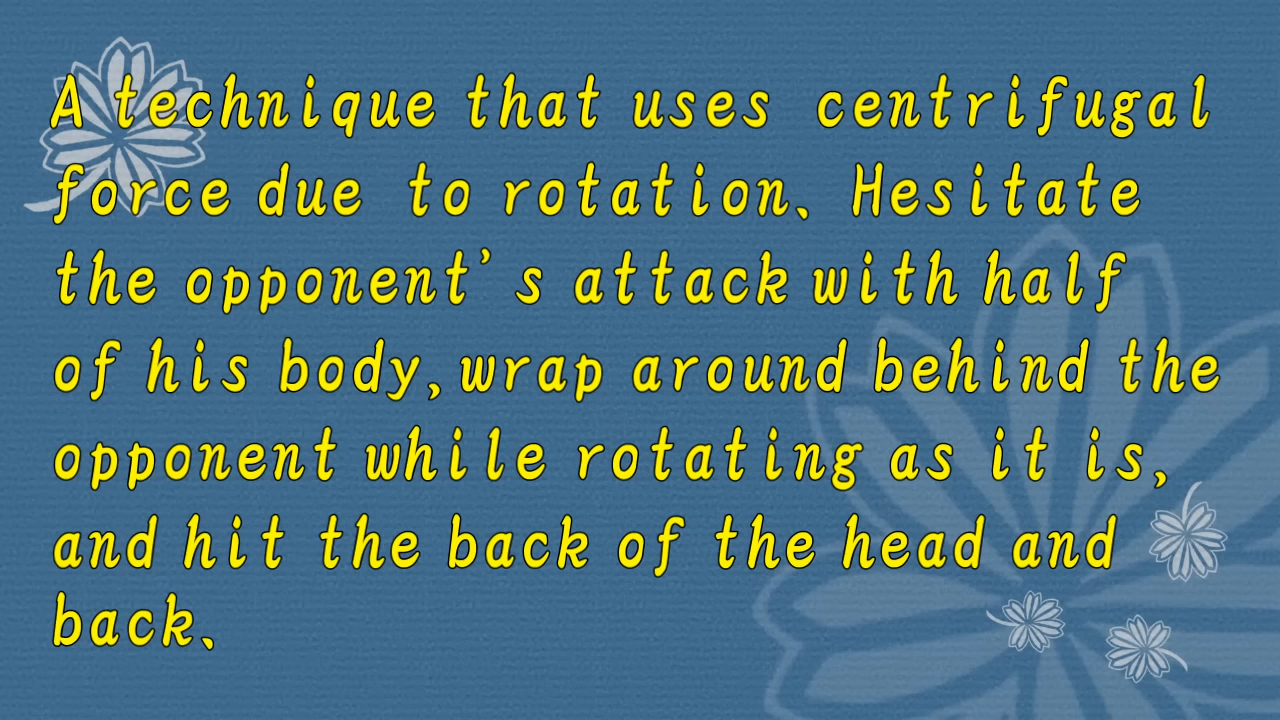 A technique that uses centrifugal
force due to rotation、Hesitate
the opponent’s attack with half
of his body,wrap around behind the
opponent while rotating as it is,
and hit the back of the head and
back、